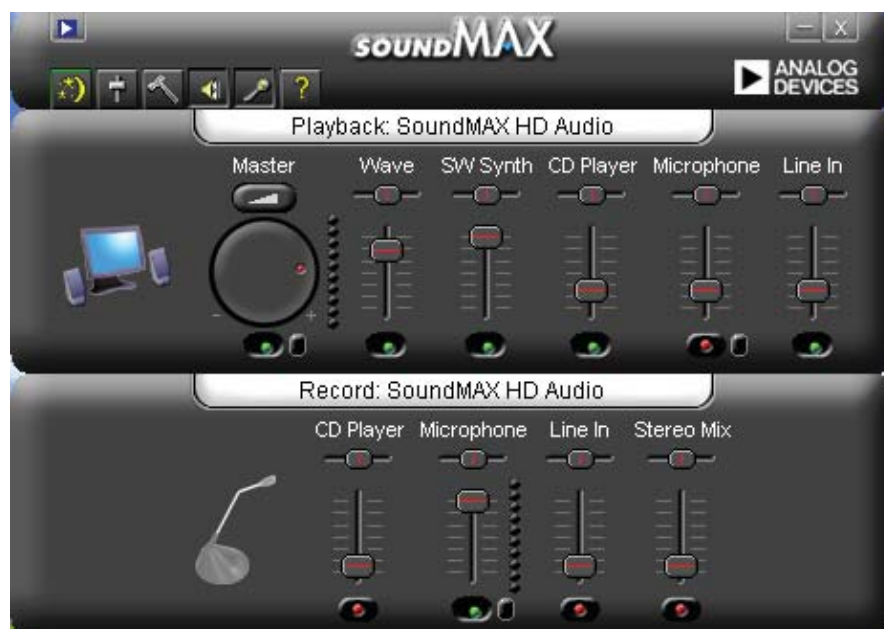 SOUNDMAX
ANALOG
DEVICES
?
Playback: SoundMAX HD Audio
Master Wave SW Synth CD Player Microphone Line In
- +
Record: SoundMAX HD Audio
CD Player Microphone Line In Stereo Mix